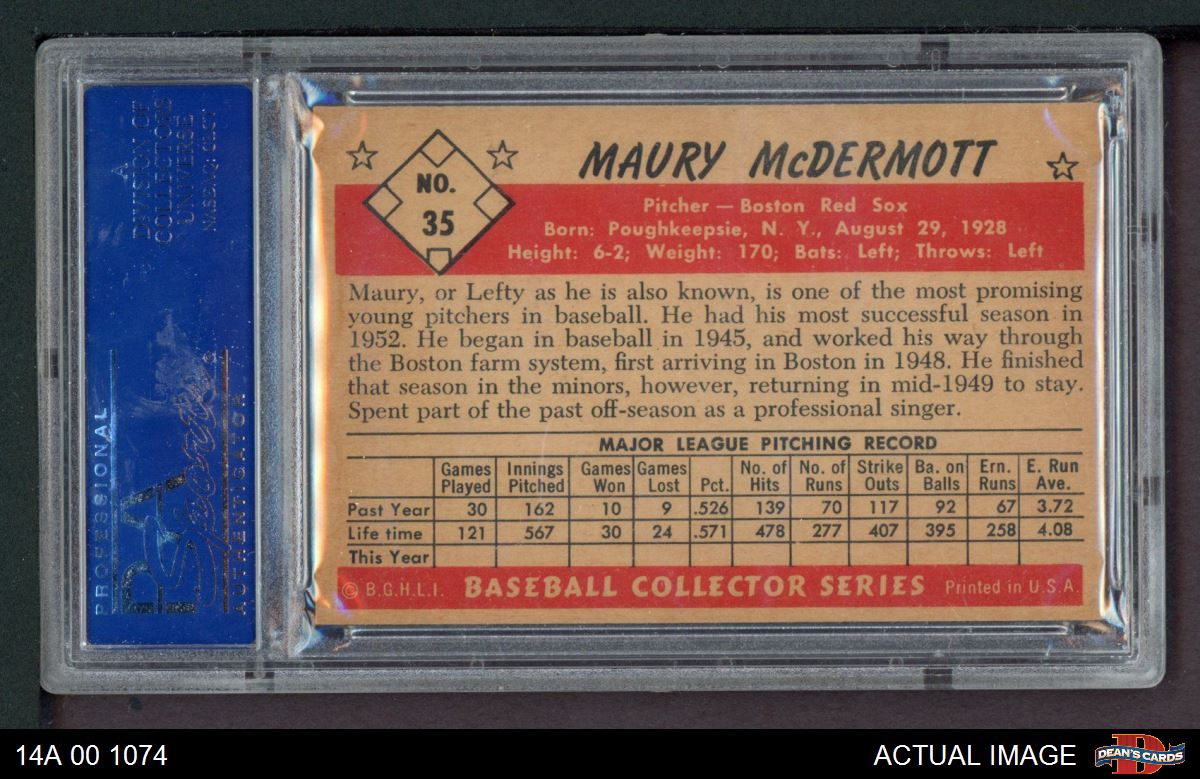 A
DIVISION OF
COLLECTORS
UNIVERSE
NASDAQ: CLCT
PROFESSIONAL
PSA
Sports
AUTHENTICATOR
NO.
35
MAURY McDERMOTT
Pitcher — Boston Red Sox
Born: Poughkeepsie, N. Y., August 29, 1928
Height: 6-2; Weight: 170; Bats: Left; Throws: Left
Maury, or Lefty as he is also known, is one of the most promising
young pitchers in baseball. He had his most successful season in
1952. He began in baseball in 1945, and worked his way through
the Boston farm system, first arriving in Boston in 1948. He finished
that season in the minors, however, returning in mid-1949 to stay.
Spent part of the past off-season as a professional singer.
MAJOR LEAGUE PITCHING RECORD
Games Played Innings Pitched Games Won Games Lost Pct. No. of Hits No. of Runs Strike Outs Ba. on Balls Ern. Runs E. Run Ave.
Past Year 30 162 10 9 .526 139 70 117 92 67 3.72
Life time 121 567 30 24 .571 478 277 407 395 258 4.08
This Year
© B.G.H.L.I. BASEBALL COLLECTOR SERIES Printed in U.S.A.
14A 00 1074
ACTUAL IMAGE
DEAN'S CARDS